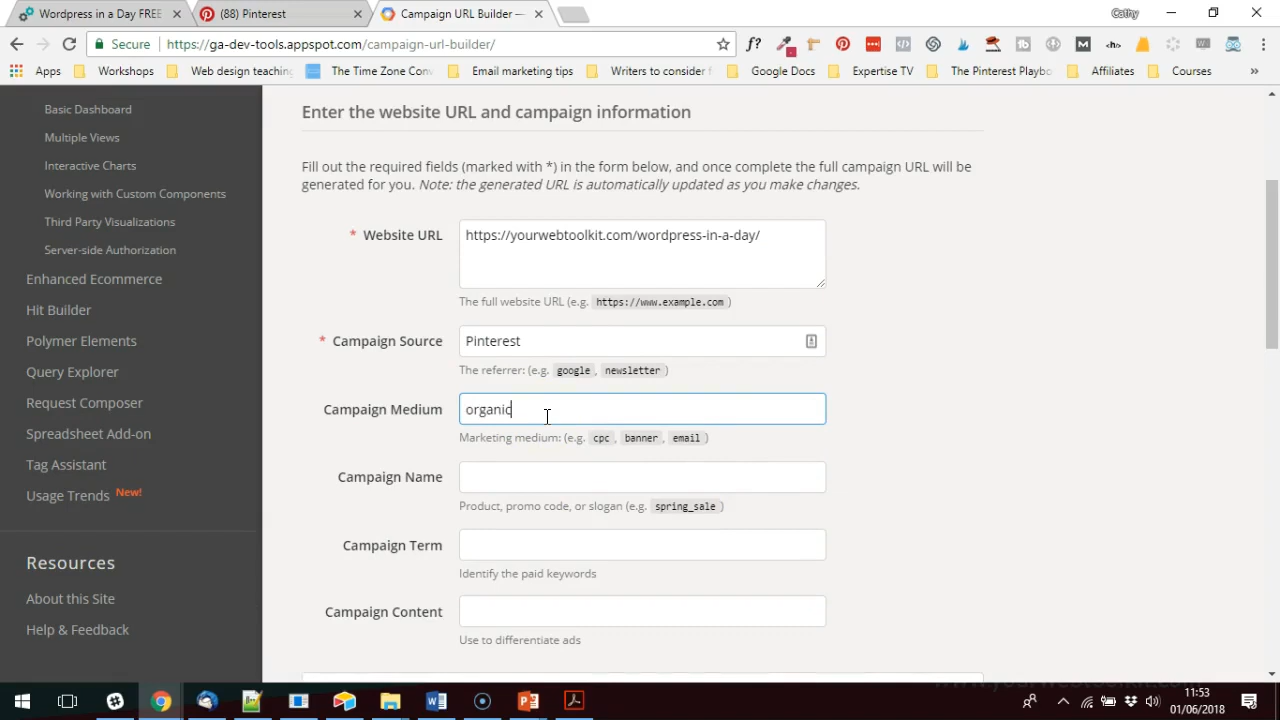 Wordpress in a Day FREE
(88) Pinterest
Campaign URL Builder —
Cathy
Secure
https://ga-dev-tools.appspot.com/campaign-url-builder/
f?
Apps
Workshops
Web design teaching
The Time Zone Conv
Email marketing tips
Writers to consider f
Google Docs
Expertise TV
The Pinterest Playbo
Affiliates
Courses
»
Basic Dashboard
Multiple Views
Interactive Charts
Working with Custom Components
Third Party Visualizations
Server-side Authorization
Enhanced Ecommerce
Hit Builder
Polymer Elements
Query Explorer
Request Composer
Spreadsheet Add-on
Tag Assistant
Usage Trends New!
Resources
About this Site
Help & Feedback
Enter the website URL and campaign information
Fill out the required fields (marked with *) in the form below, and once complete the full campaign URL will be
generated for you. Note: the generated URL is automatically updated as you make changes.
* Website URL
https://yourwebtoolkit.com/wordpress-in-a-day/
The full website URL (e.g. https://www.example.com )
* Campaign Source
Pinterest
The referrer: (e.g. google, newsletter )
Campaign Medium
organic
Marketing medium: (e.g. cpc, banner, email )
Campaign Name
Product, promo code, or slogan (e.g. spring_sale )
Campaign Term
Identify the paid keywords
Campaign Content
Use to differentiate ads
www.yourwebtoolkit.com
11:53
01/06/2018